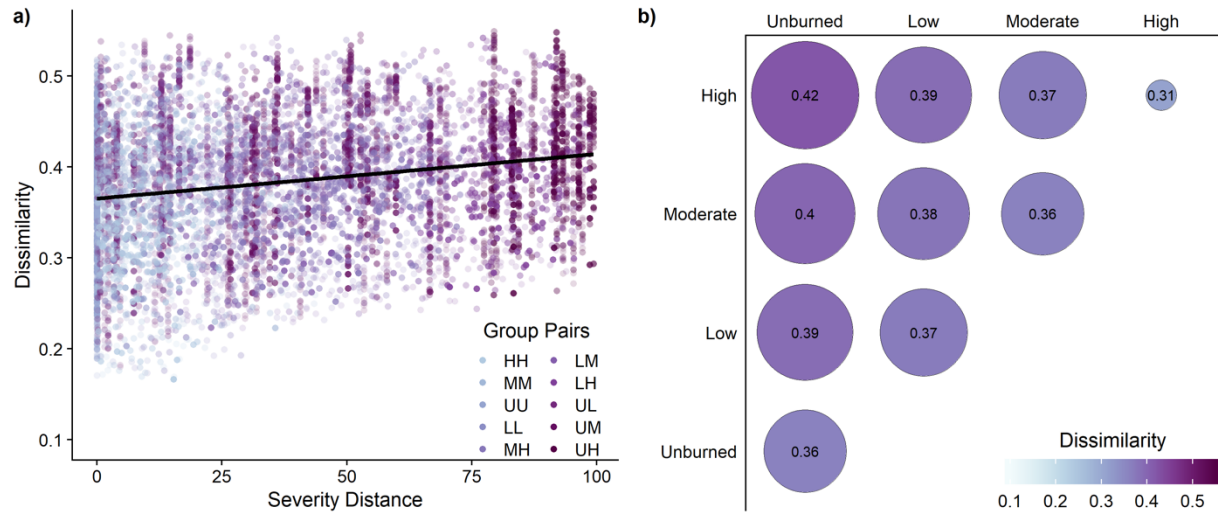 a)
Dissimilarity
0.5
0.4
0.3
0.2
0.1
0 25 50 75 100
Severity Distance
Group Pairs
HH LM
MM LH
UU UL
LL UM
MH UH
b)
Unburned Low Moderate High
High 0.42 0.39 0.37 0.31
Moderate 0.4 0.38 0.36
Low 0.39 0.37
Unburned 0.36
Dissimilarity
0.1 0.2 0.3 0.4 0.5